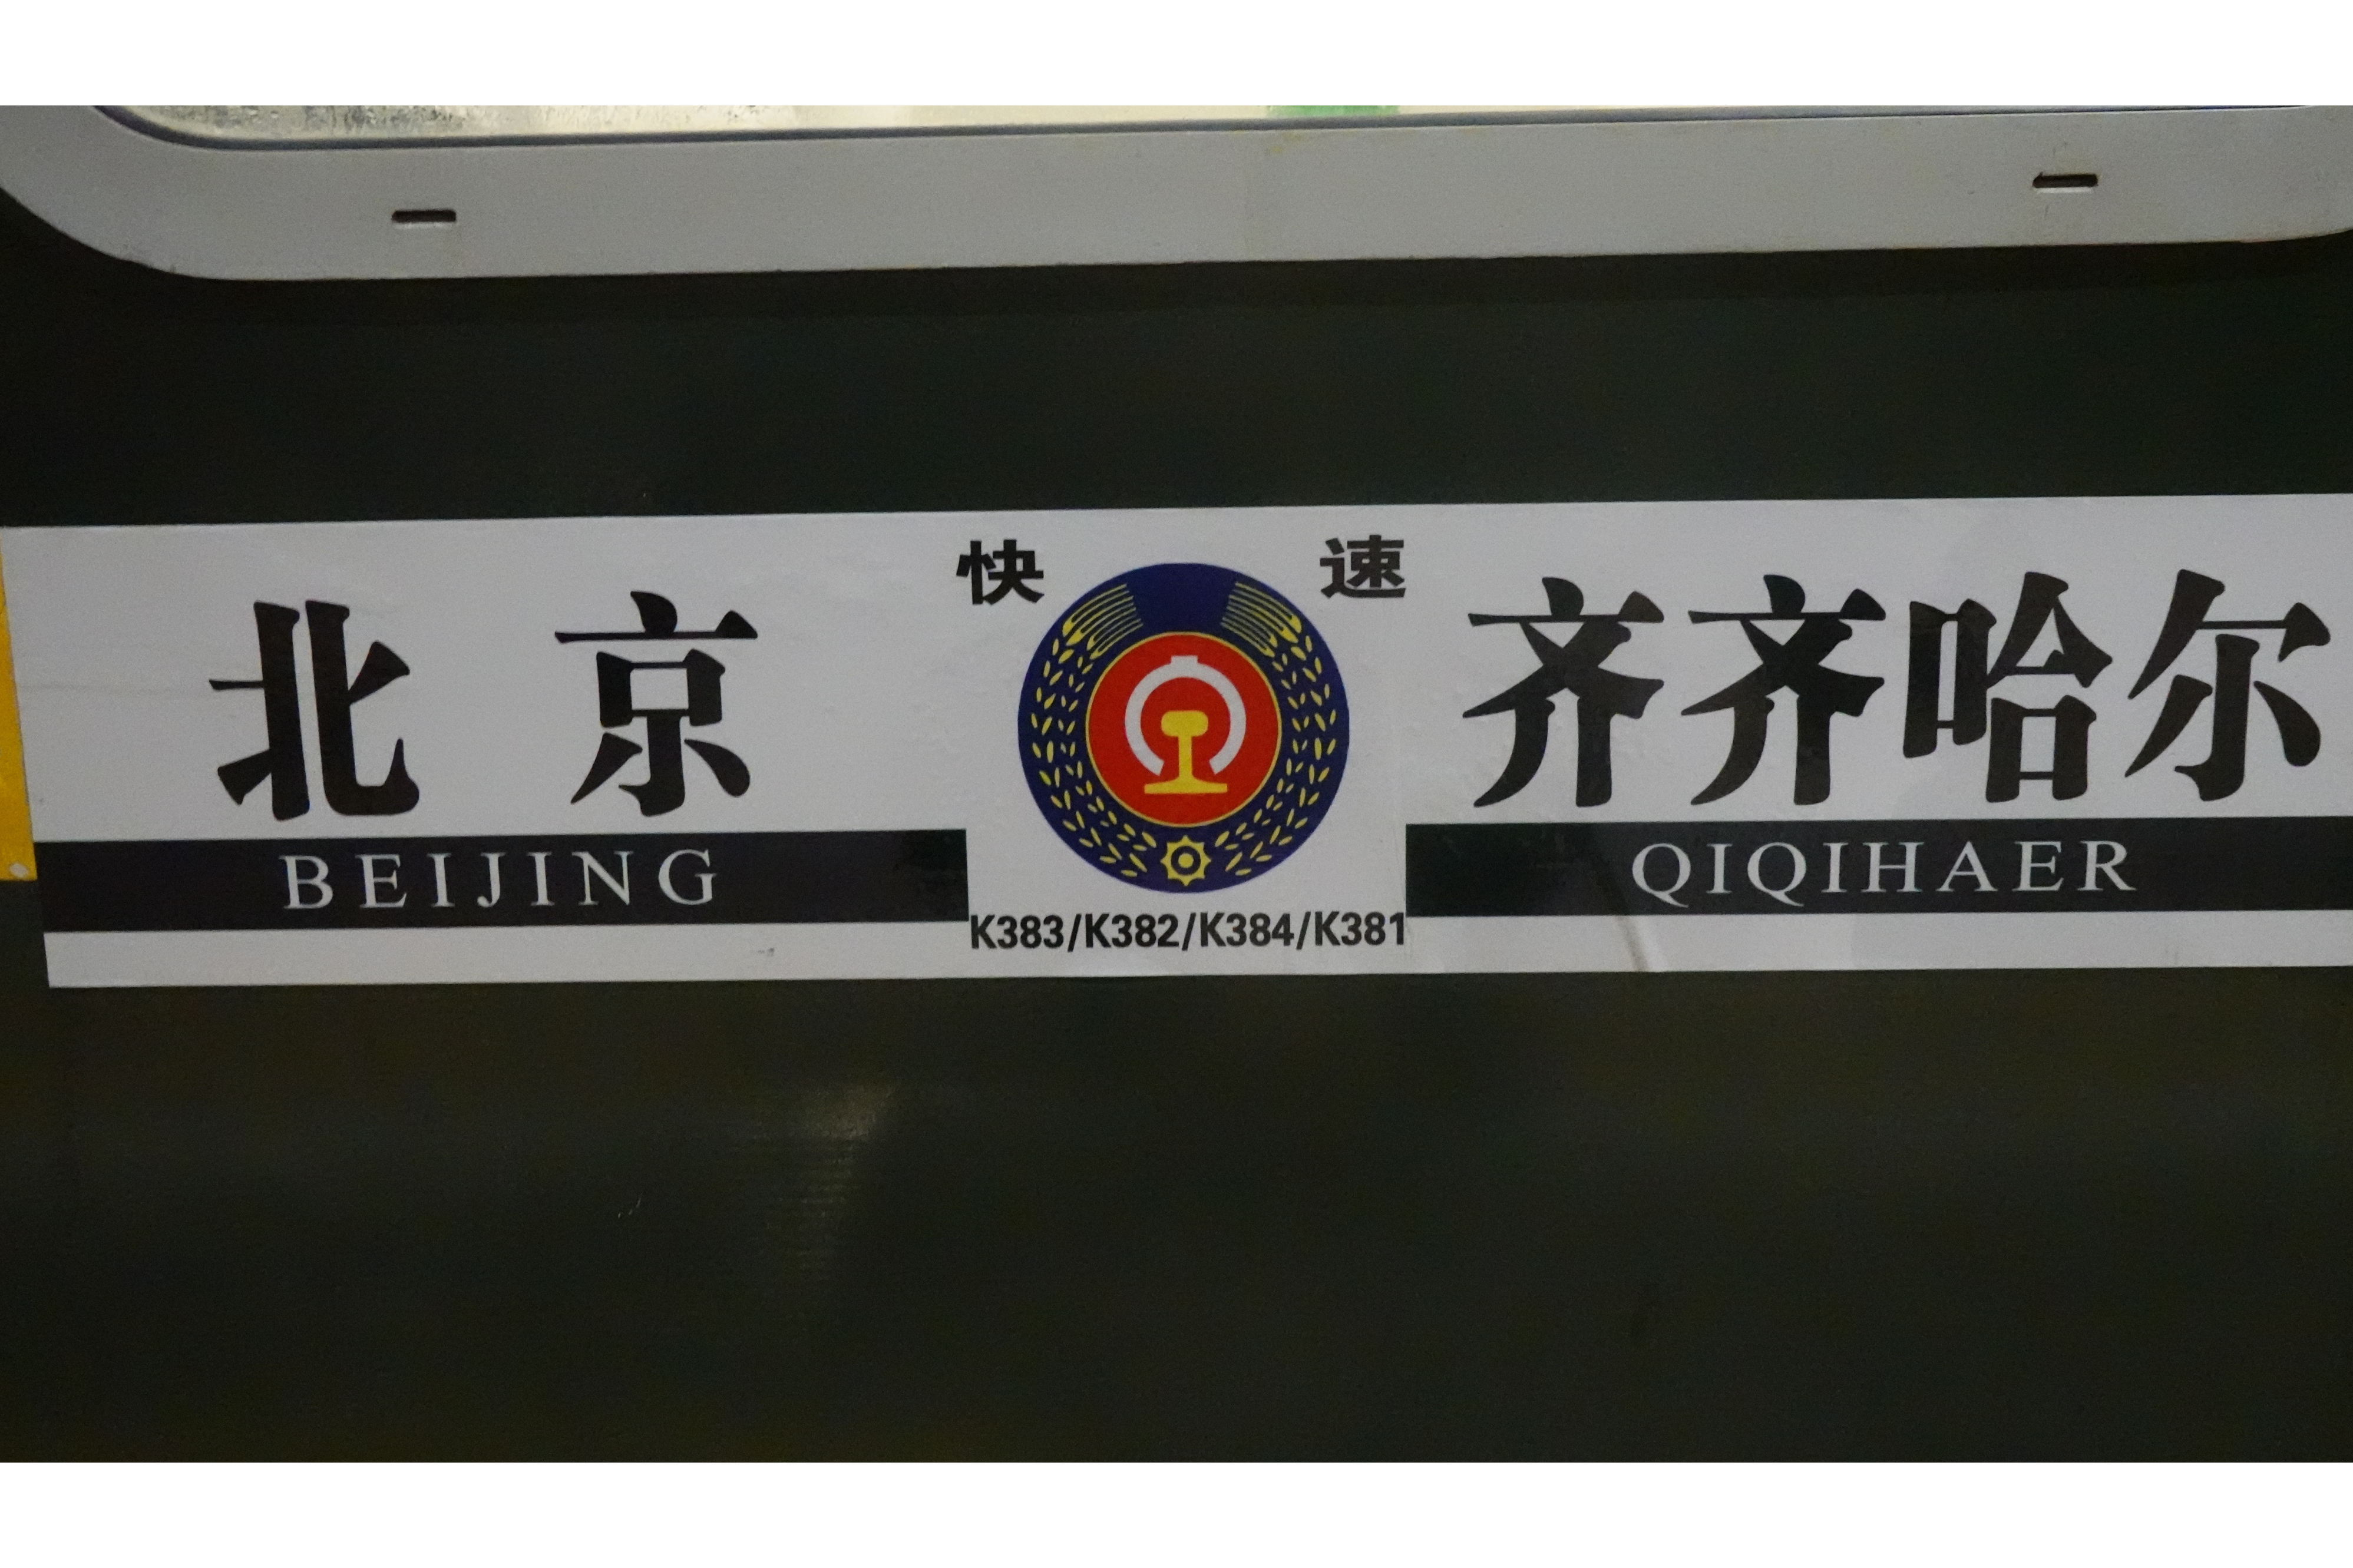 快速
北京 齐齐哈尔
BEIJING QIQIHAER
K383/K382/K384/K381